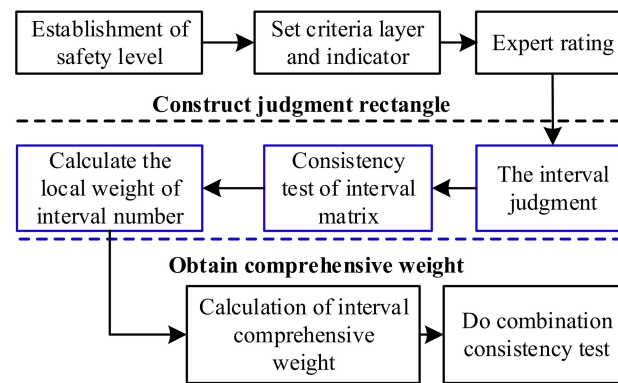 Establishment of
safety level
Set criteria layer
and indicator
Expert rating
Construct judgment rectangle
Calculate the
local weight of
interval number
Consistency
test of interval
matrix
The interval
judgment
Obtain comprehensive weight
Calculation of interval
comprehensive
weight
Do combination
consistency test